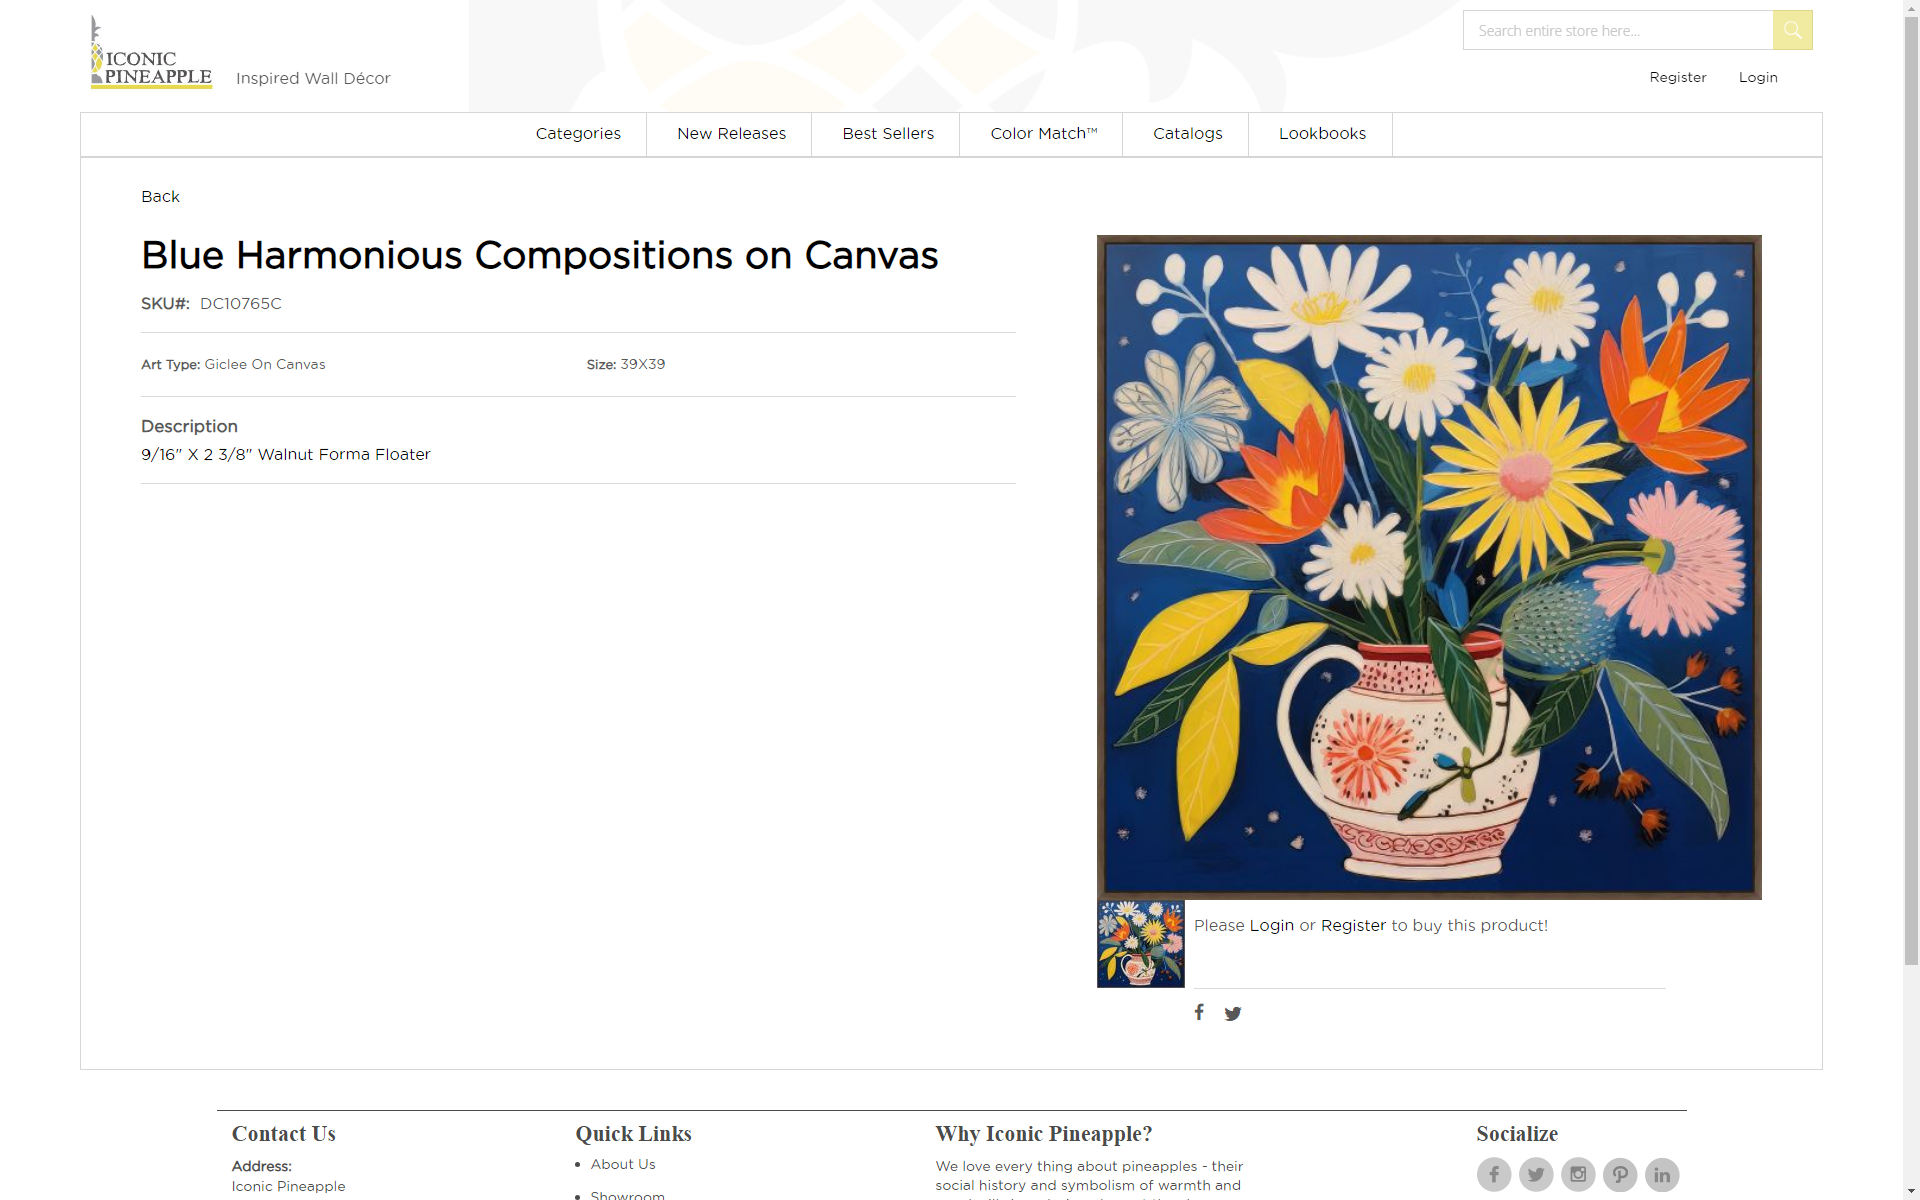 ICONIC
PINEAPPLE
Inspired Wall Décor
Search entire store here...
Register
Login
Categories
New Releases
Best Sellers
Color Match™
Catalogs
Lookbooks
Back
Blue Harmonious Compositions on Canvas
SKU#: DC10765C
Art Type: Giclee On Canvas
Size: 39X39
Description
9/16" X 2 3/8" Walnut Forma Floater
Please Login or Register to buy this product!
Contact Us
Address:
Iconic Pineapple
Quick Links
About Us
Showroom
Why Iconic Pineapple?
We love every thing about pineapples - their
social history and symbolism of warmth and
Socialize